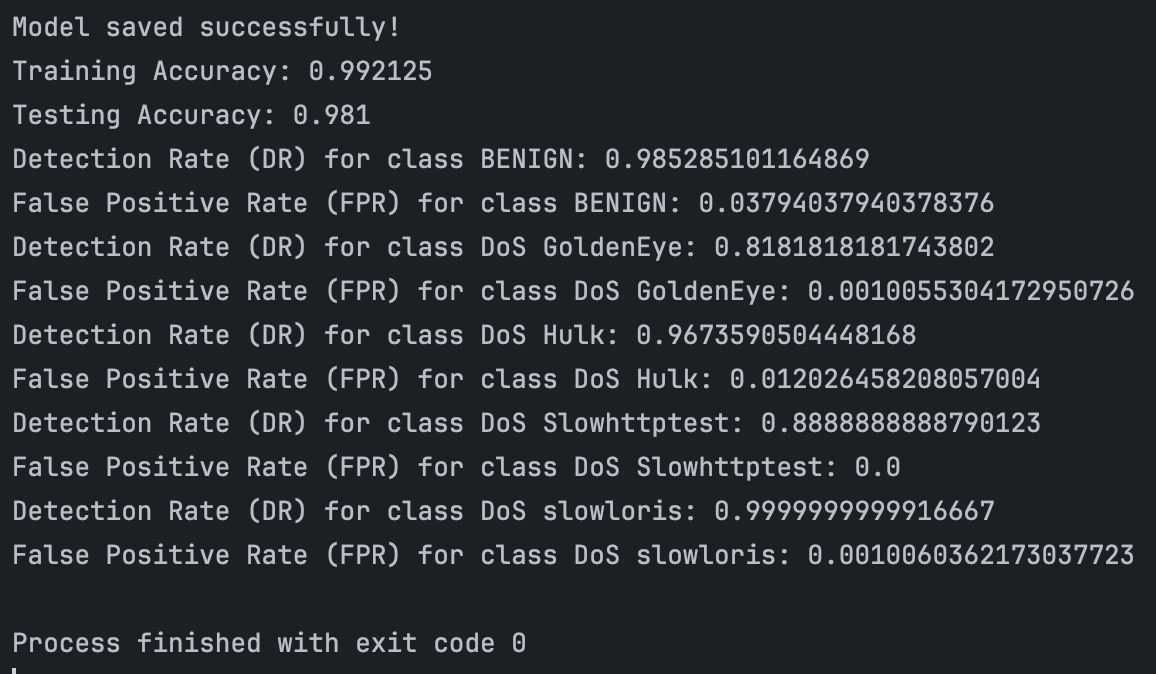 Model saved successfully!
Training Accuracy: 0.992125
Testing Accuracy: 0.981
Detection Rate (DR) for class BENIGN: 0.985285101164869
False Positive Rate (FPR) for class BENIGN: 0.03794037940378376
Detection Rate (DR) for class DoS GoldenEye: 0.8181818181743802
False Positive Rate (FPR) for class DoS GoldenEye: 0.0010055304172950726
Detection Rate (DR) for class DoS Hulk: 0.9673590504448168
False Positive Rate (FPR) for class DoS Hulk: 0.012026458208057004
Detection Rate (DR) for class DoS Slowhttptest: 0.8888888888790123
False Positive Rate (FPR) for class DoS Slowhttptest: 0.0
Detection Rate (DR) for class DoS slowloris: 0.9999999999916667
False Positive Rate (FPR) for class DoS slowloris: 0.0010060362173037723
Process finished with exit code 0